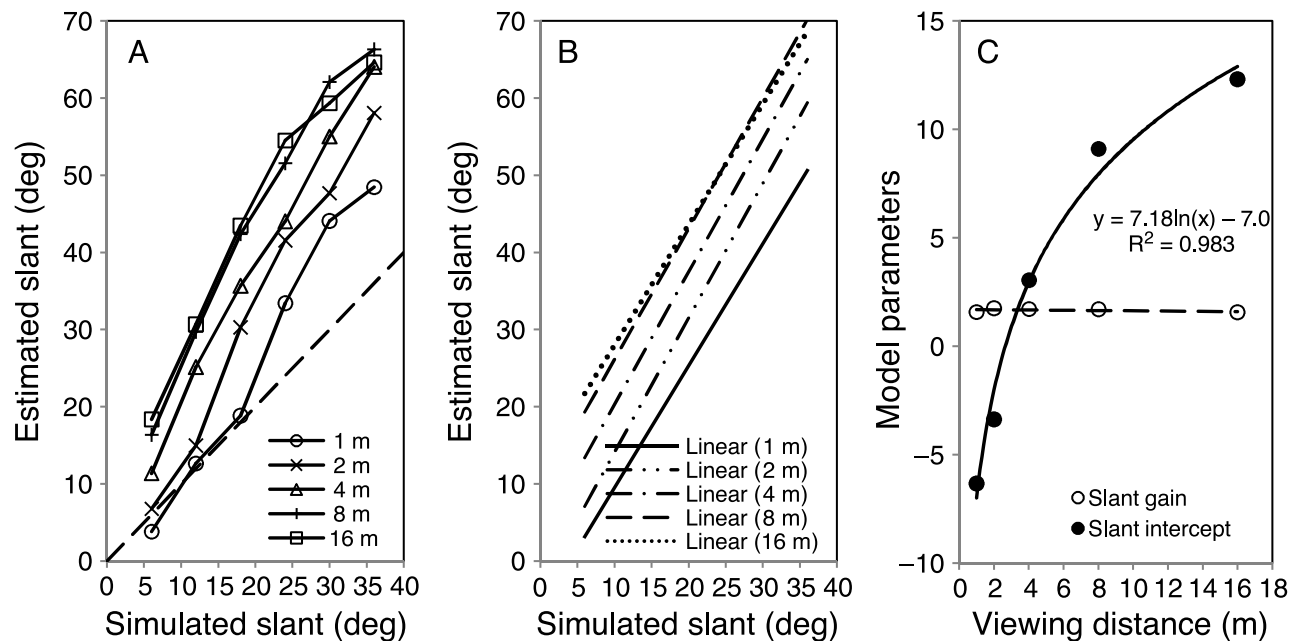 A
Estimated slant (deg)
70
60
50
40
30
20
10
0
0 5 10 15 20 25 30 35 40
Simulated slant (deg)
1 m
2 m
4 m
8 m
16 m
B
Estimated slant (deg)
70
60
50
40
30
20
10
0
0 5 10 15 20 25 30 35 40
Simulated slant (deg)
Linear (1 m)
Linear (2 m)
Linear (4 m)
Linear (8 m)
Linear (16 m)
C
Model parameters
15
10
5
0
−5
−10
0 2 4 6 8 10 12 14 16 18
Viewing distance (m)
y = 7.18ln(x) − 7.0
R² = 0.983
Slant gain
Slant intercept